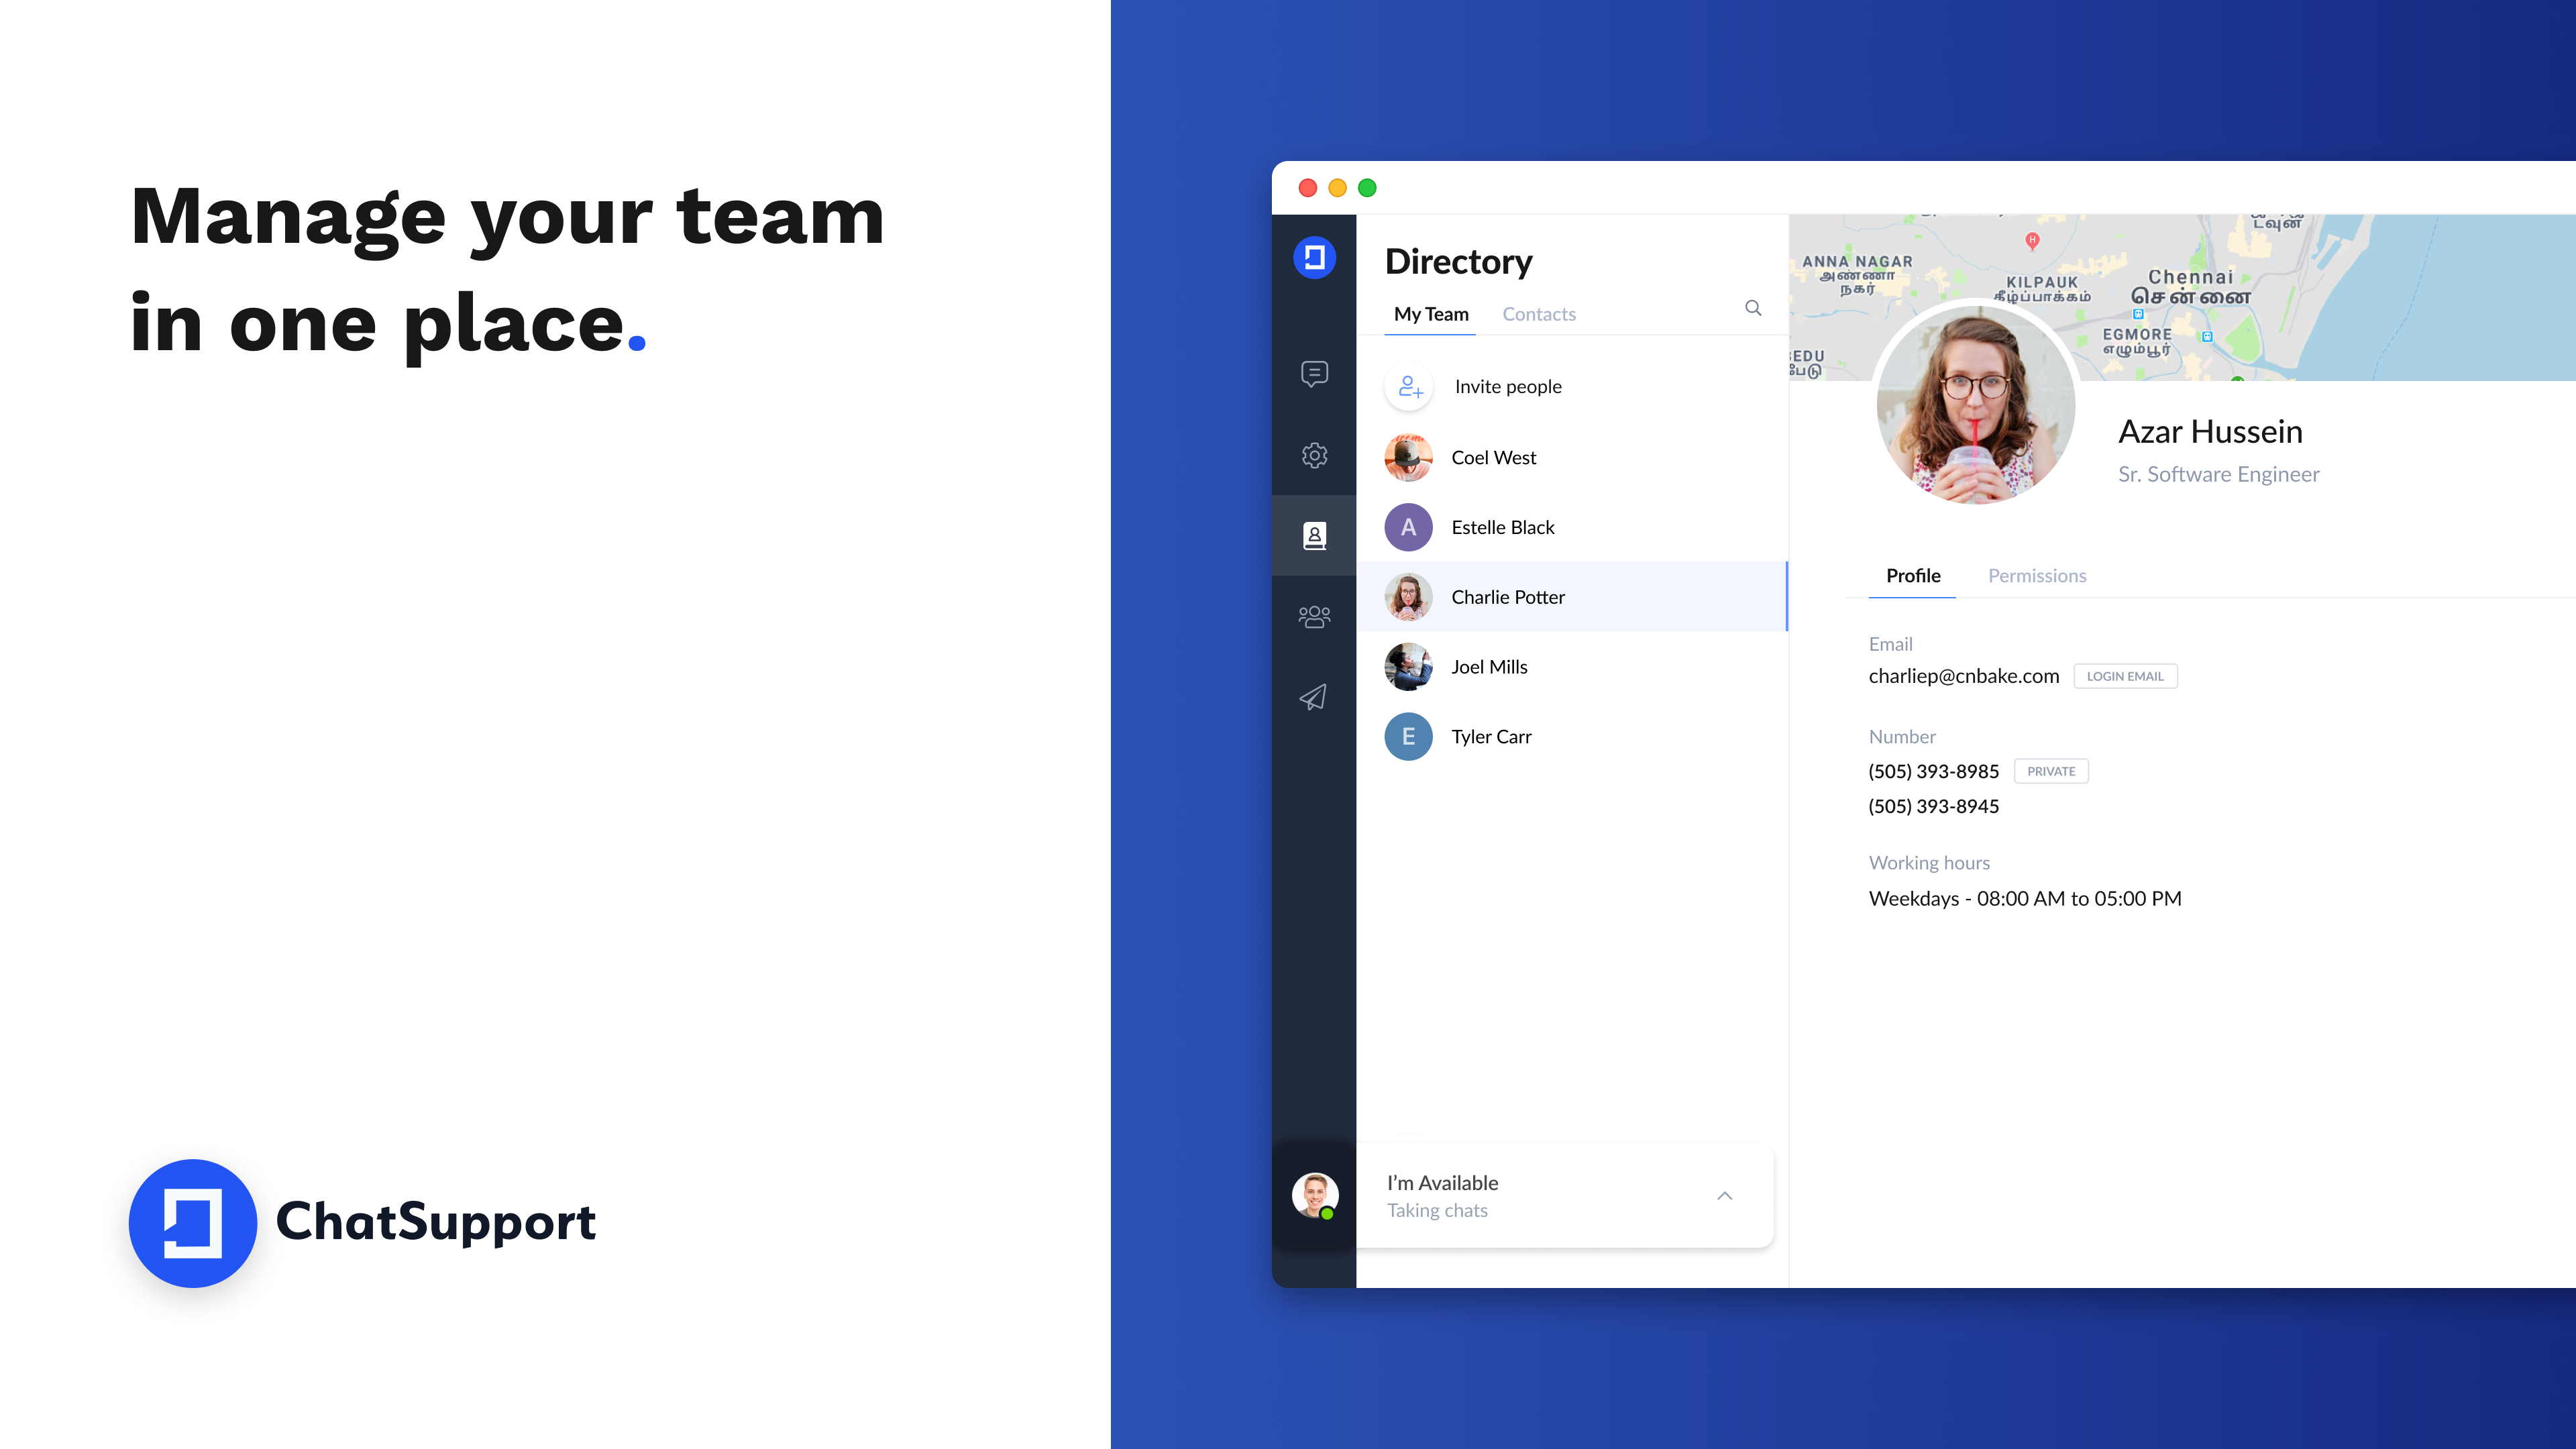 Manage your team
in one place.
ChatSupport
Directory
My Team
Contacts
Invite people
Coel West
A
Estelle Black
Charlie Potter
Joel Mills
E
Tyler Carr
I'm Available
Taking chats
ANNA NAGAR
அண்ணா
நகர்
H
KILPAUK
கீழ்ப்பாக்கம்
Chennai
சென்னை
EGMORE
எழும்பூர்
டவுன்
EDU
பேடு
Azar Hussein
Sr. Software Engineer
Profile
Permissions
Email
charliep@cnbake.com
LOGIN EMAIL
Number
(505) 393-8985
PRIVATE
(505) 393-8945
Working hours
Weekdays - 08:00 AM to 05:00 PM